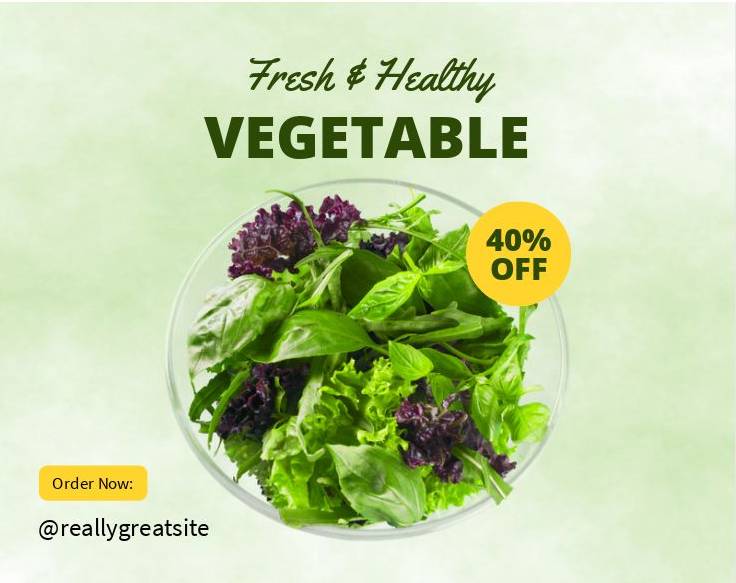 Fresh & Healthy
VEGETABLE
40%
OFF
Order Now:
@reallygreatsite